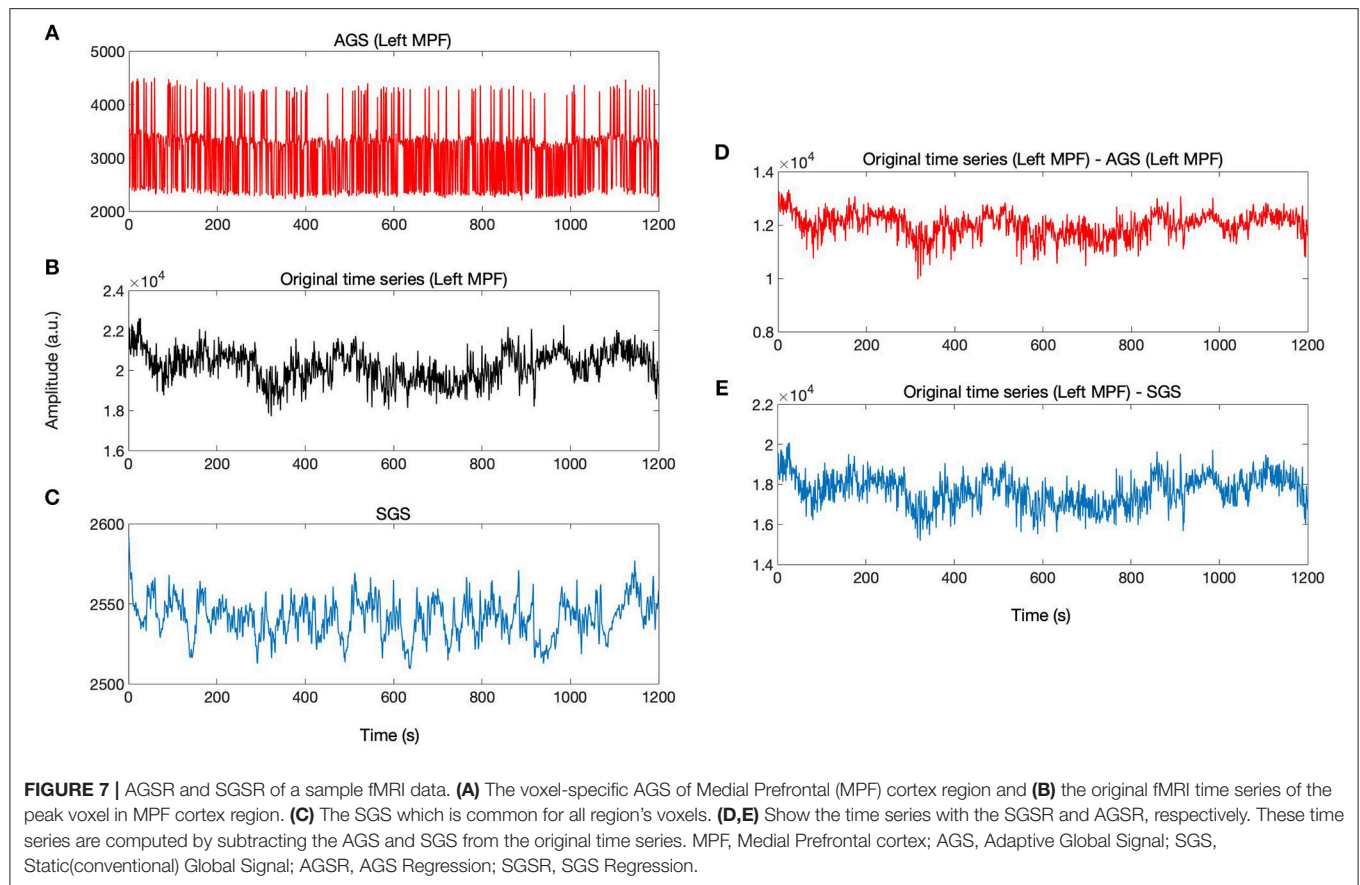 A
AGS (Left MPF)
5000
4000
3000
2000
0 200 400 600 800 1000 1200
B
Original time series (Left MPF)
×10⁴
2.4
2.2
2
1.8
1.6
Amplitude (a.u.)
0 200 400 600 800 1000 1200
C
SGS
2600
2550
2500
0 200 400 600 800 1000 1200
Time (s)
D
Original time series (Left MPF) - AGS (Left MPF)
×10⁴
1.4
1.2
1
0.8
0 200 400 600 800 1000 1200
E
Original time series (Left MPF) - SGS
×10⁴
2.2
2
1.8
1.6
1.4
0 200 400 600 800 1000 1200
Time (s)
FIGURE 7 | AGSR and SGSR of a sample fMRI data. (A) The voxel-specific AGS of Medial Prefrontal (MPF) cortex region and (B) the original fMRI time series of the
peak voxel in MPF cortex region. (C) The SGS which is common for all region's voxels. (D,E) Show the time series with the SGSR and AGSR, respectively. These time
series are computed by subtracting the AGS and SGS from the original time series. MPF, Medial Prefrontal cortex; AGS, Adaptive Global Signal; SGS,
Static(conventional) Global Signal; AGSR, AGS Regression; SGSR, SGS Regression.